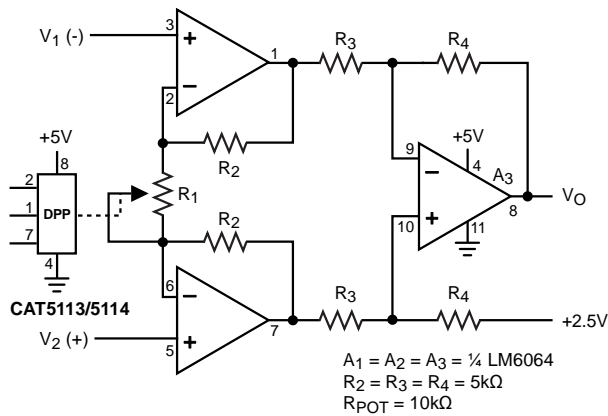 V1 (-)
3
+
1
R3
R4
–
2
+5V
8
R2
9
+5V
4
A3
–
2
1
DPP
R1
+
8
VO
7
R2
10
11
4
6
–
R3
R4
CAT5113/5114
7
+2.5V
V2 (+)
5
+
A1 = A2 = A3 = ¼ LM6064
R2 = R3 = R4 = 5kΩ
RPOT = 10kΩ